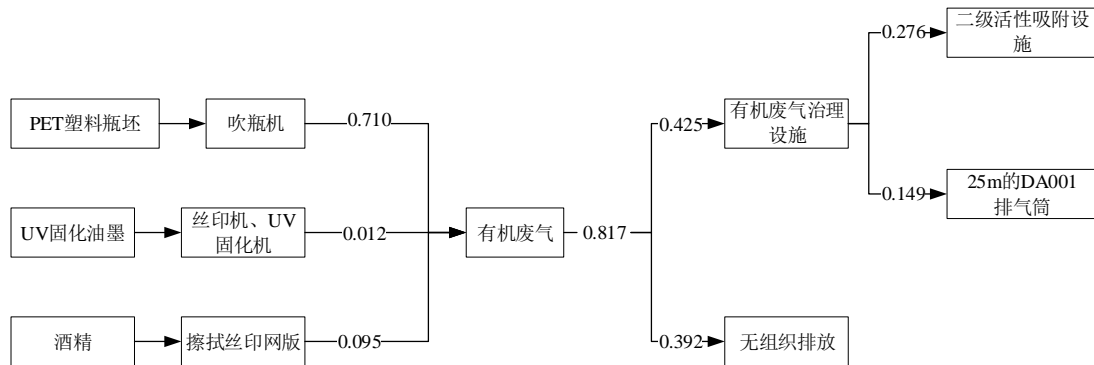 0.276
二级活性吸附设
施
PET塑料瓶坯
吹瓶机
0.710
0.425
有机废气治理
设施
0.149
25m的DA001
排气筒
UV固化油墨
丝印机、UV
固化机
0.012
有机废气
0.817
酒精
擦拭丝印网版
0.095
0.392
无组织排放